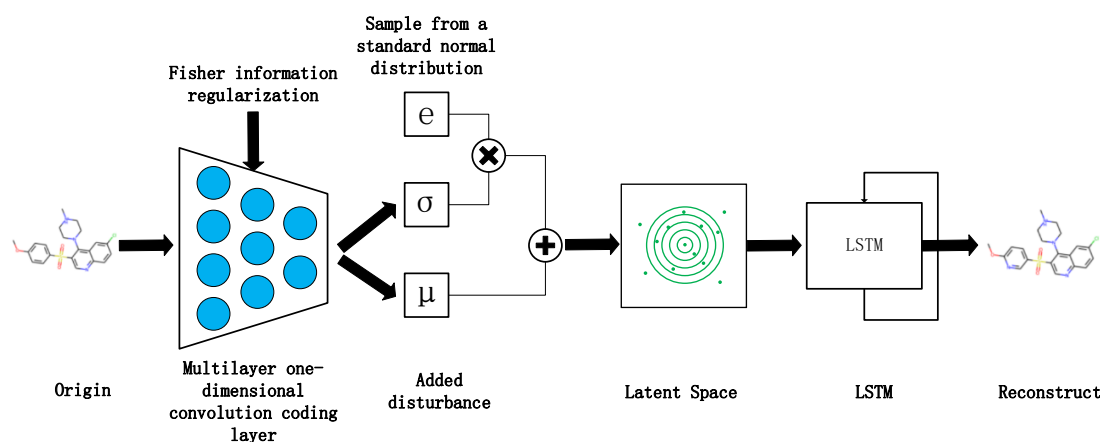 Sample from a
standard normal
distribution
Fisher information
regularization
e
σ
μ
LSTM
Origin
Multilayer one-
dimensional
convolution coding
layer
Added
disturbance
Latent Space
LSTM
Reconstruct